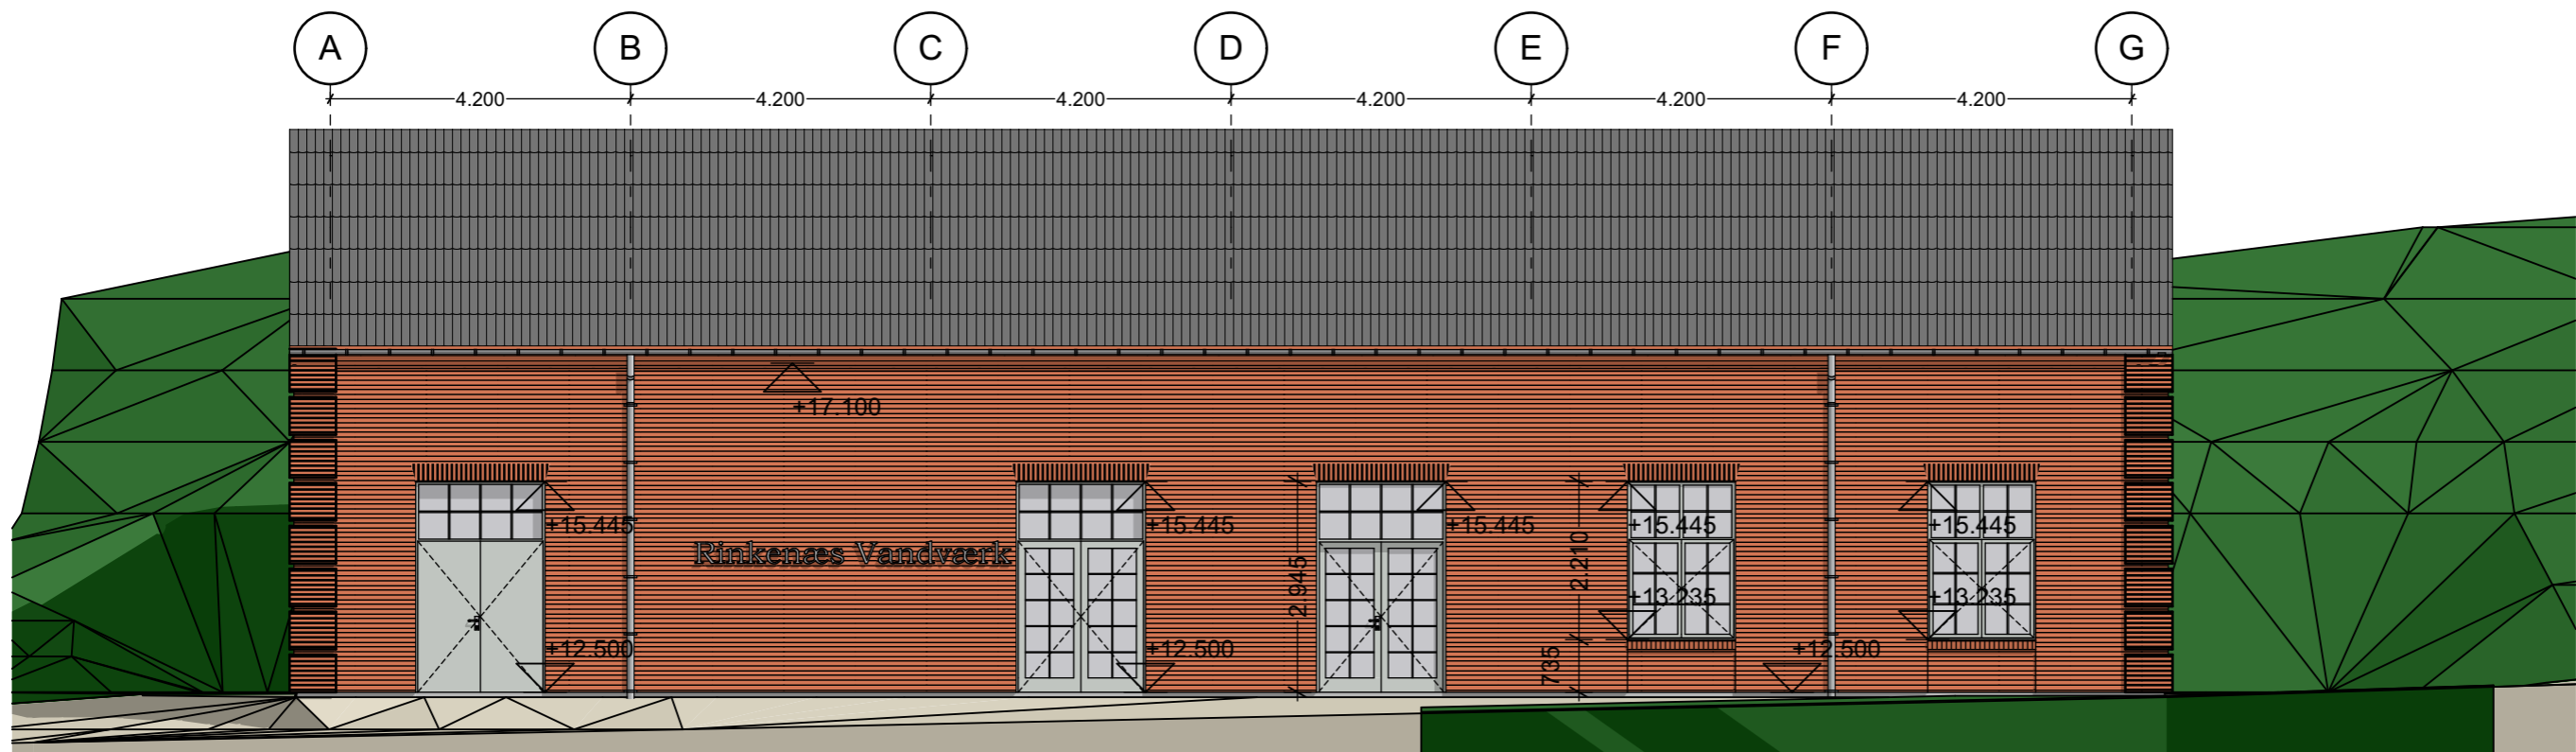 A B C D E F G
4.200 4.200 4.200 4.200 4.200 4.200
+17.100
+15.445 +15.445 +15.445 +15.445 +15.445
Rinkenæs Vandværk
2.945 2.210
+13.235 +13.235
+12.500 +12.500 735 +12.500